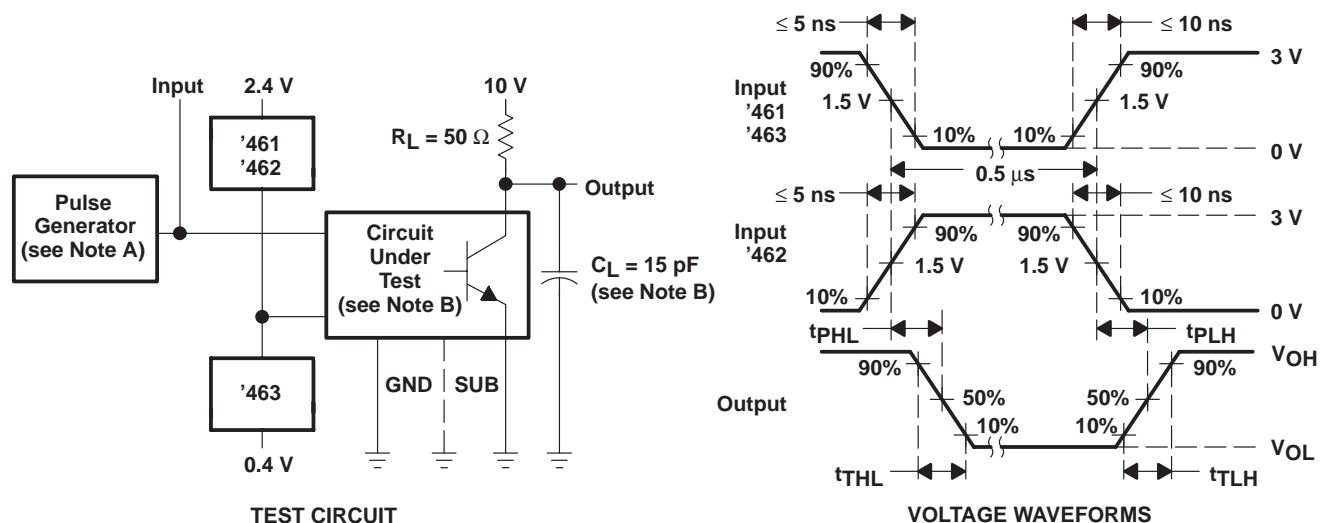 Input
2.4 V
'461
'462
Pulse
Generator
(see Note A)
'463
0.4 V
10 V
RL = 50 Ω
Output
Circuit
Under
Test
(see Note B)
CL = 15 pF
(see Note B)
GND
SUB
TEST CIRCUIT
≤ 5 ns
≤ 10 ns
Input
'461
'463
90%
90%
3 V
1.5 V
1.5 V
10%
10%
0 V
0.5 μs
≤ 5 ns
≤ 10 ns
Input
'462
3 V
90%
90%
1.5 V
1.5 V
10%
10%
0 V
tPHL
tPLH
Output
90%
90%
VOH
50%
50%
10%
10%
VOL
tTHL
tTLH
VOLTAGE WAVEFORMS